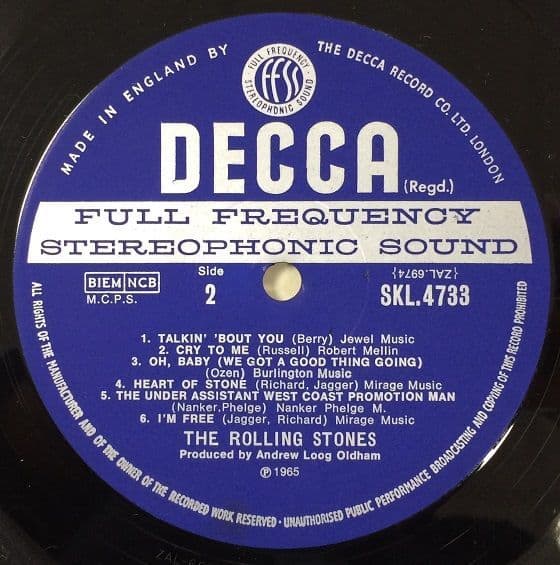 MADE IN ENGLAND BY
THE DECCA RECORD CO. LTD. LONDON
FULL FREQUENCY
ffss
STEREOPHONIC SOUND
DECCA (Regd.)
FULL FREQUENCY
STEREOPHONIC SOUND
BIEM NCB
M.C.P.S.
Side
2
{ZAL.6974}
SKL.4733
1. TALKIN' 'BOUT YOU (Berry) Jewel Music
2. CRY TO ME (Russell) Robert Mellin
3. OH, BABY (WE GOT A GOOD THING GOING)
(Ozen) Burlington Music
4. HEART OF STONE (Richard, Jagger) Mirage Music
5. THE UNDER ASSISTANT WEST COAST PROMOTION MAN
(Nanker,Phelge) Nanker Phelge M.
6. I'M FREE (Jagger, Richard) Mirage Music
THE ROLLING STONES
Produced by Andrew Loog Oldham
℗ 1965
ALL RIGHTS OF THE MANUFACTURER AND OF THE OWNER OF THE RECORDED WORK RESERVED · UNAUTHORISED PUBLIC PERFORMANCE BROADCASTING AND COPYING OF THIS RECORD PROHIBITED